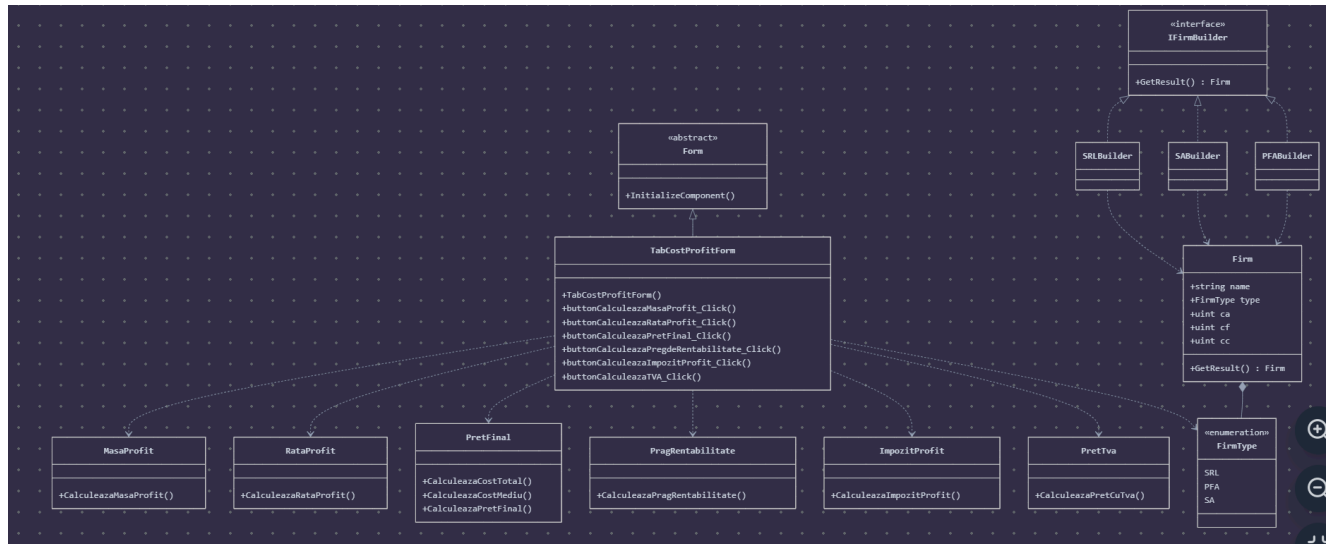 «interface»
IFirmBuilder
+GetResult() : Firm
«abstract»
Form
+InitializeComponent()
SRLBuilder
SABuilder
PFABuilder
TabCostProfitForm
+TabCostProfitForm()
+buttonCalculeazaMasaProfit_Click()
+buttonCalculeazaRataProfit_Click()
+buttonCalculeazaPretFinal_Click()
+buttonCalculeazaPregdeRentabilitate_Click()
+buttonCalculeazaImpozitProfit_Click()
+buttonCalculeazaTVA_Click()
Firm
+string name
+FirmType type
+uint ca
+uint cf
+uint cc
+GetResult() : Firm
MasaProfit
+CalculeazaMasaProfit()
RataProfit
+CalculeazaRataProfit()
PretFinal
+CalculeazaCostTotal()
+CalculeazaCostMediu()
+CalculeazaPretFinal()
PragRentabilitate
+CalculeazaPragRentabilitate()
ImpozitProfit
+CalculeazaImpozitProfit()
PretTva
+CalculeazaPretCuTva()
«enumeration»
FirmType
SRL
PFA
SA